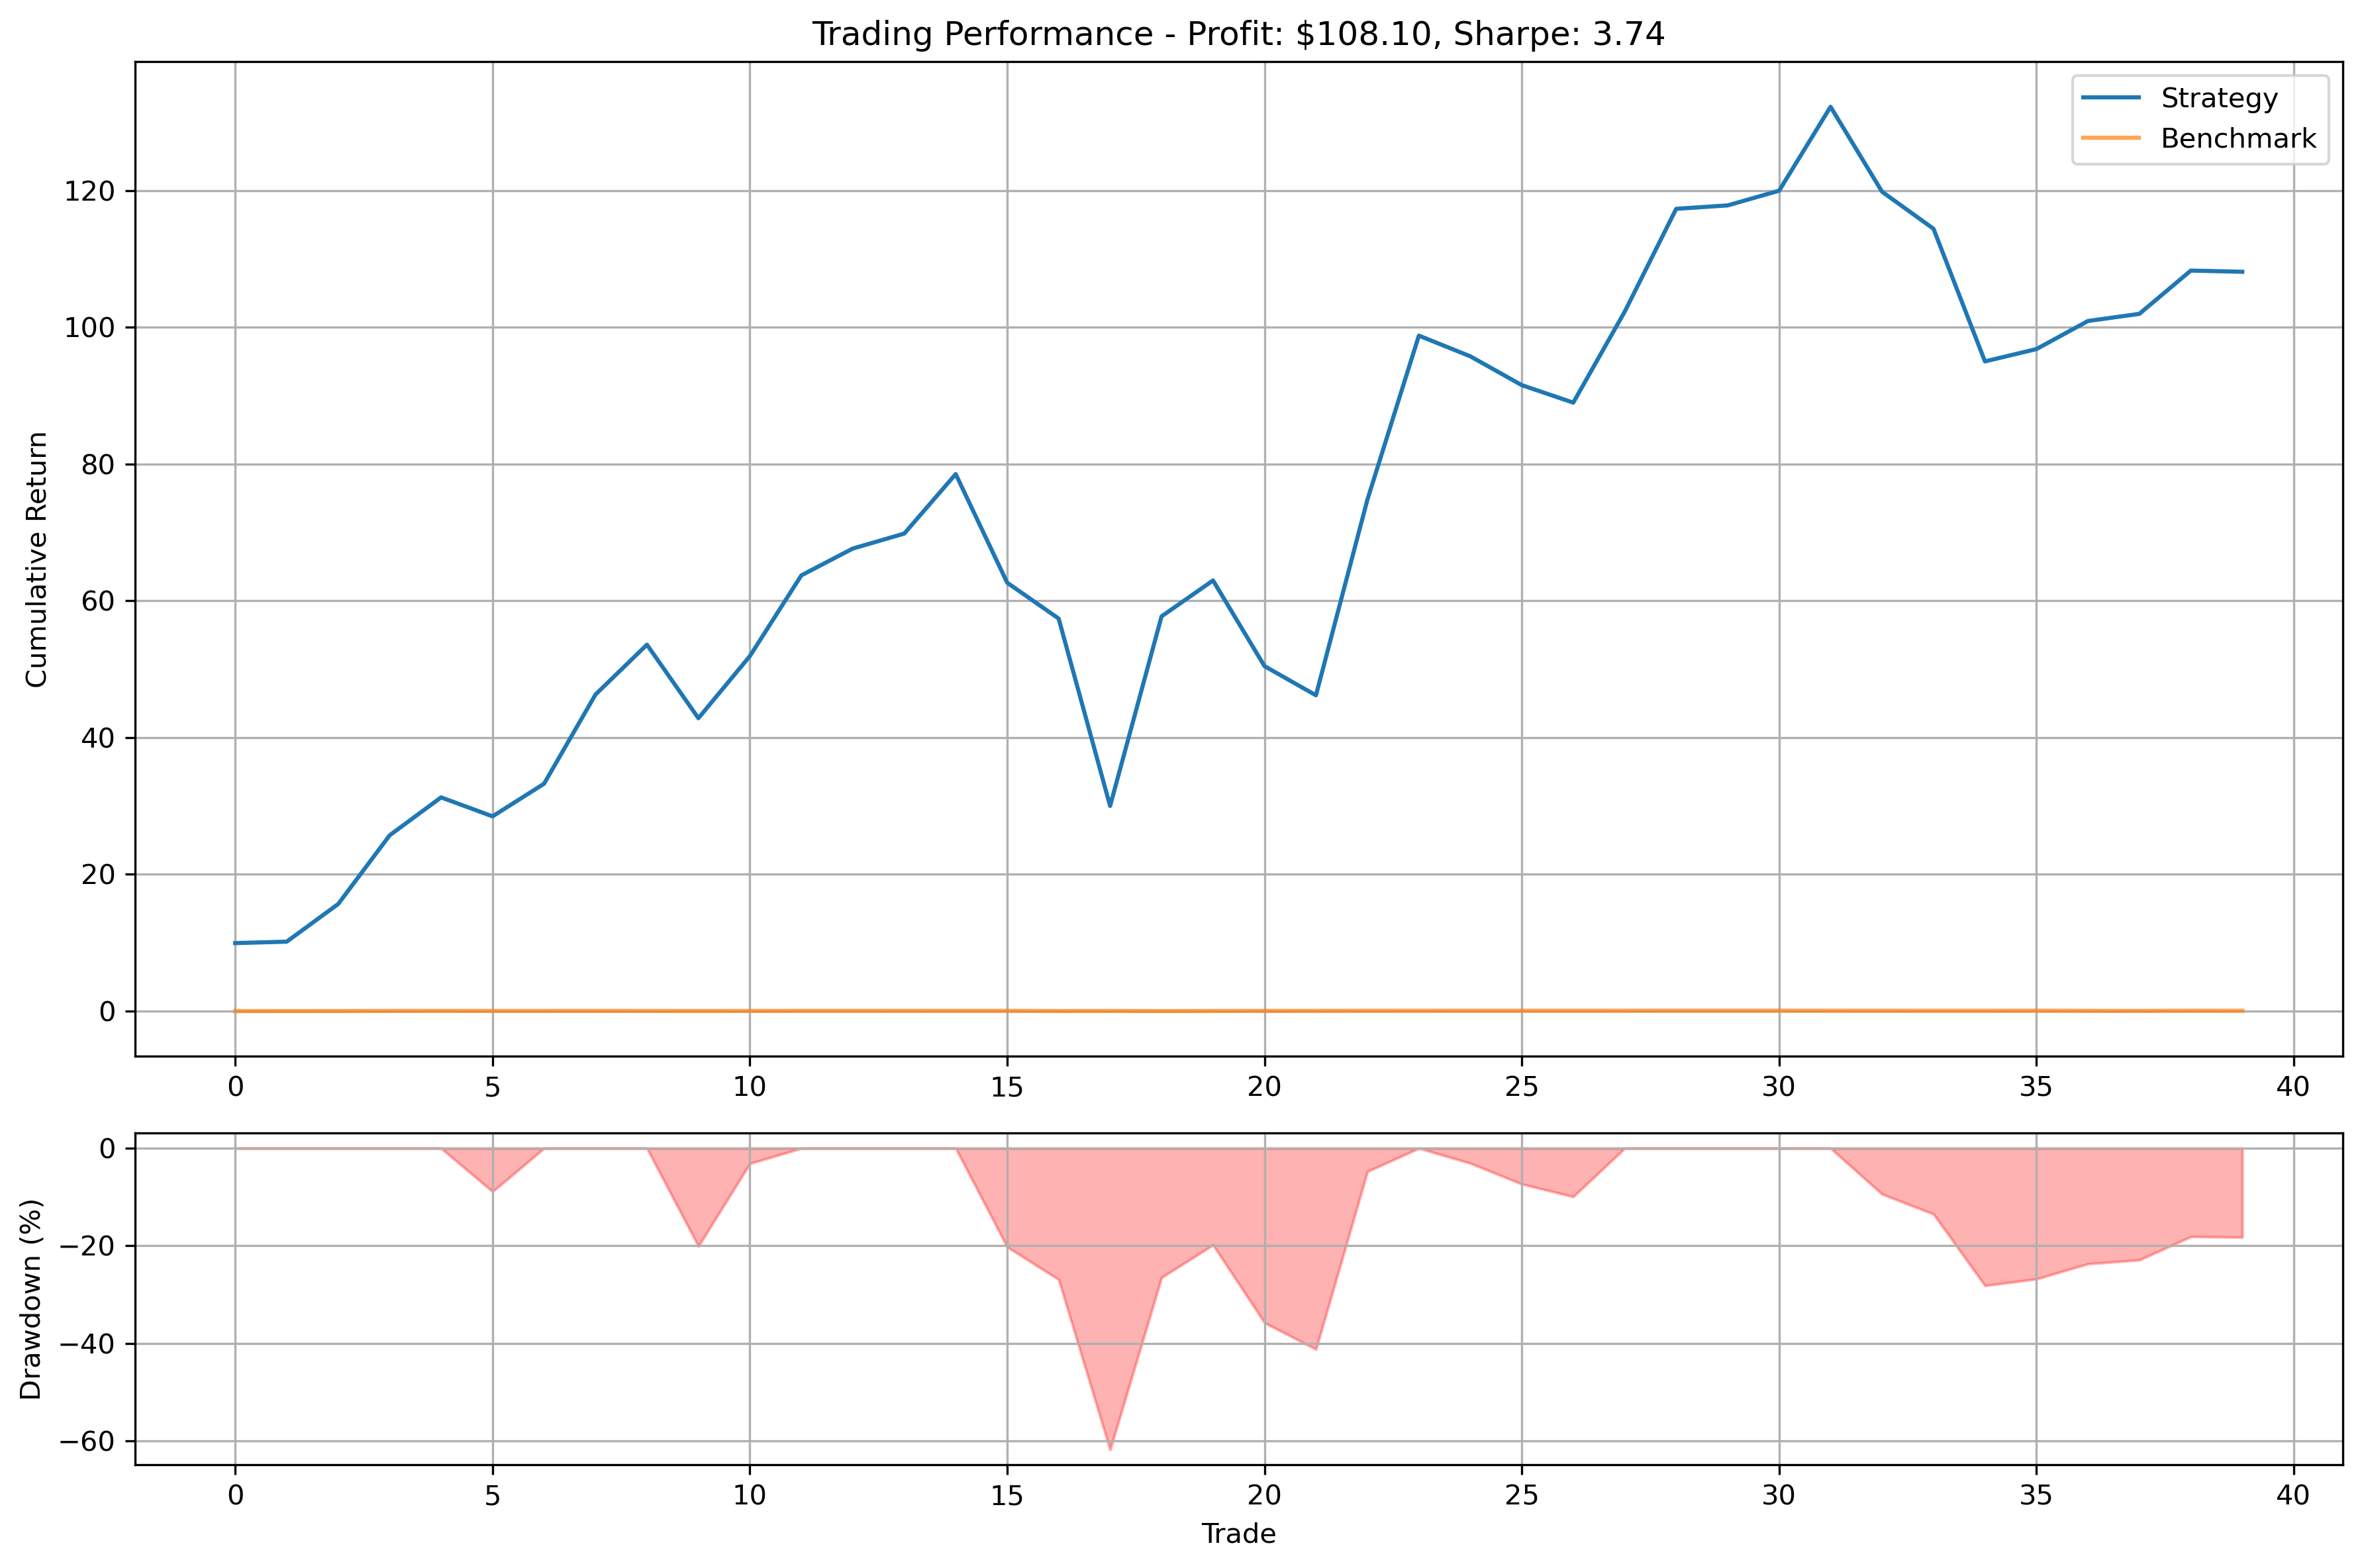 Trading Performance - Profit: $108.10, Sharpe: 3.74
Strategy
Benchmark
Cumulative Return
120
100
80
60
40
20
0
0 5 10 15 20 25 30 35 40
Drawdown (%)
0
−20
−40
−60
0 5 10 15 20 25 30 35 40
Trade